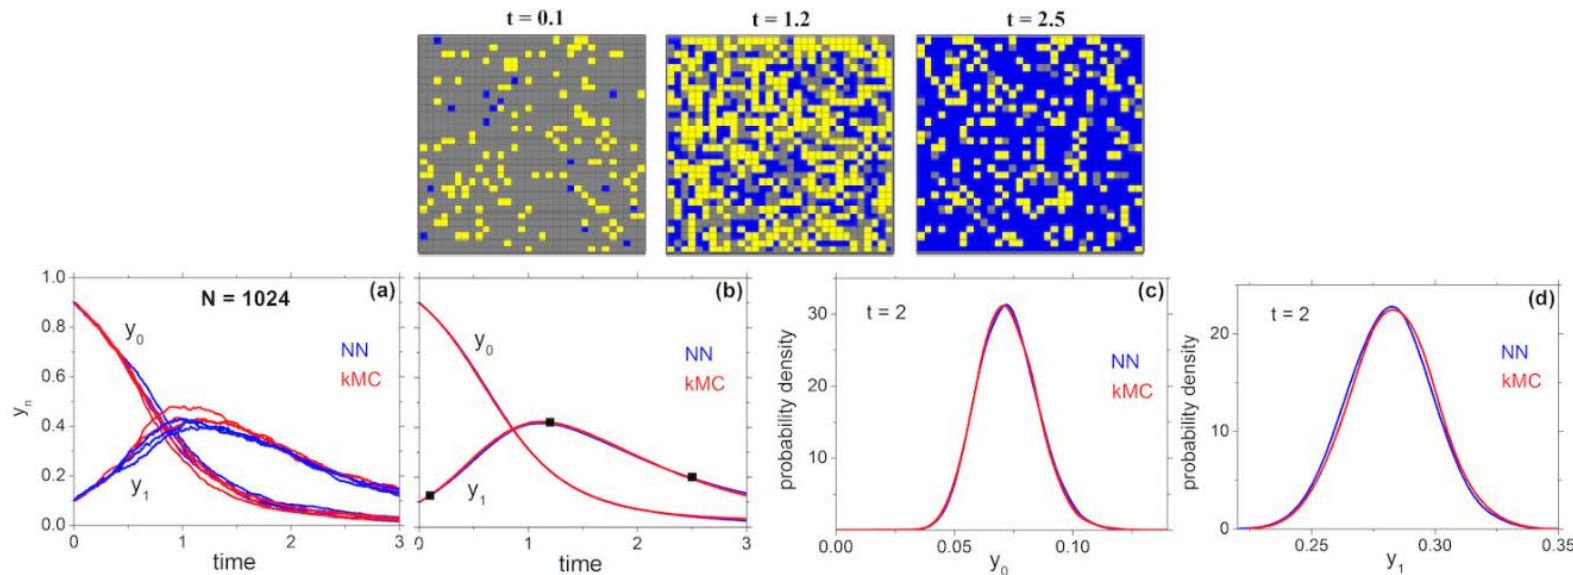 t = 0.1 t = 1.2 t = 2.5
(a) (b) (c) (d)
N = 1024
y0
NN
kMC
y1
yn
1.0
0.8
0.6
0.4
0.2
0.0
0 1 2 3
time
y0
NN
kMC
y1
0 1 2 3
time
t = 2
NN
kMC
probability density
30
20
10
0.00 0.05 0.10
y0
t = 2
NN
kMC
probability density
20
10
0
0.25 0.30 0.35
y1